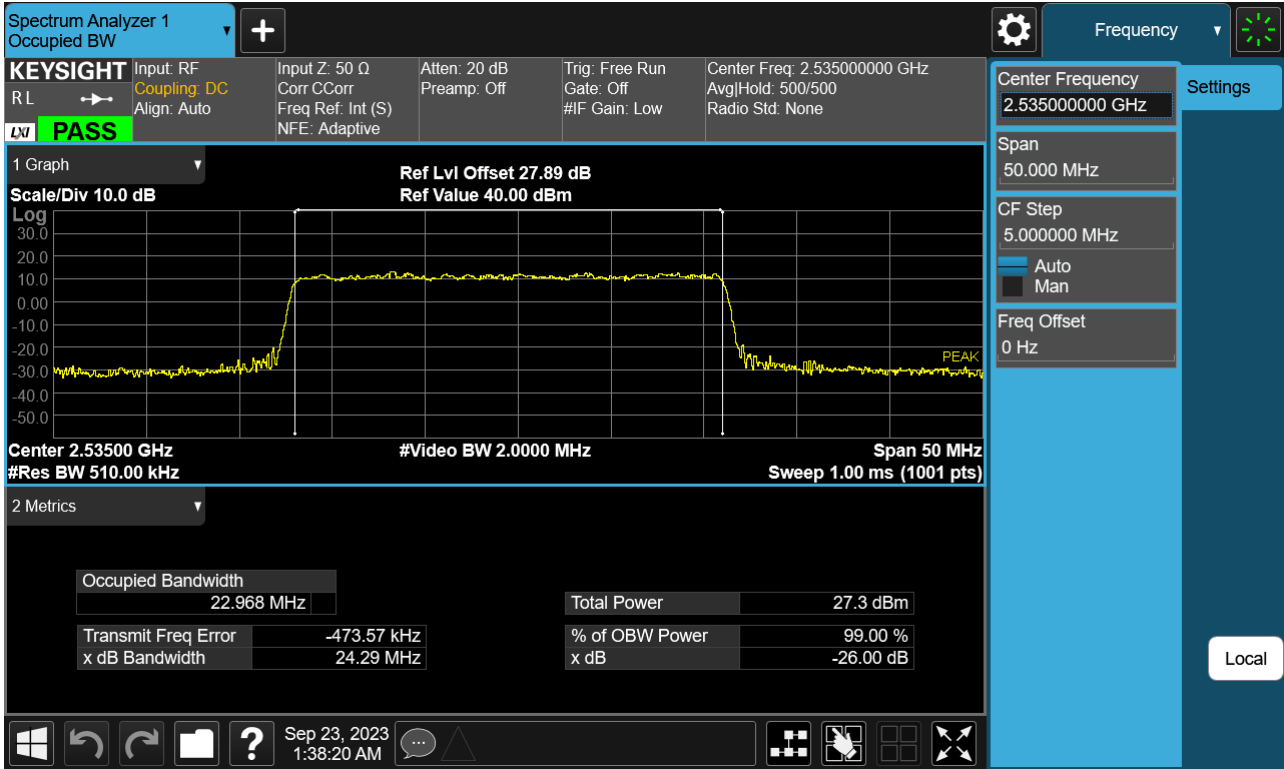 Spectrum Analyzer 1
Occupied BW
▼
+
Frequency
▼
KEYSIGHT
R L
LXI
PASS
Input: RF
Coupling: DC
Align: Auto
Input Z: 50 Ω
Corr CCorr
Freq Ref: Int (S)
NFE: Adaptive
Atten: 20 dB
Preamp: Off
Trig: Free Run
Gate: Off
#IF Gain: Low
Center Freq: 2.535000000 GHz
Avg|Hold: 500/500
Radio Std: None
Center Frequency
2.535000000 GHz
Settings
Span
50.000 MHz
CF Step
5.000000 MHz
Auto
Man
Freq Offset
0 Hz
Local
1 Graph ▼
Scale/Div 10.0 dB
Ref Lvl Offset 27.89 dB
Ref Value 40.00 dBm
Log
30.0
20.0
10.0
0.00
-10.0
-20.0
-30.0
-40.0
-50.0
PEAK
Center 2.53500 GHz
#Res BW 510.00 kHz
#Video BW 2.0000 MHz
Span 50 MHz
Sweep 1.00 ms (1001 pts)
2 Metrics ▼
Occupied Bandwidth
22.968 MHz
Transmit Freq Error -473.57 kHz
x dB Bandwidth 24.29 MHz
Total Power 27.3 dBm
% of OBW Power 99.00 %
x dB -26.00 dB
?
Sep 23, 2023
1:38:20 AM